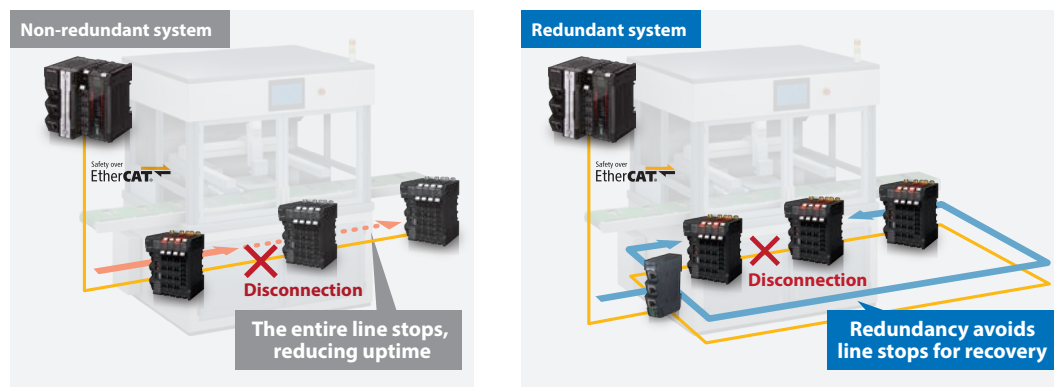 Non-redundant system
Safety over
EtherCAT®
Disconnection
The entire line stops,
reducing uptime
Redundant system
Safety over
EtherCAT®
Disconnection
Redundancy avoids
line stops for recovery